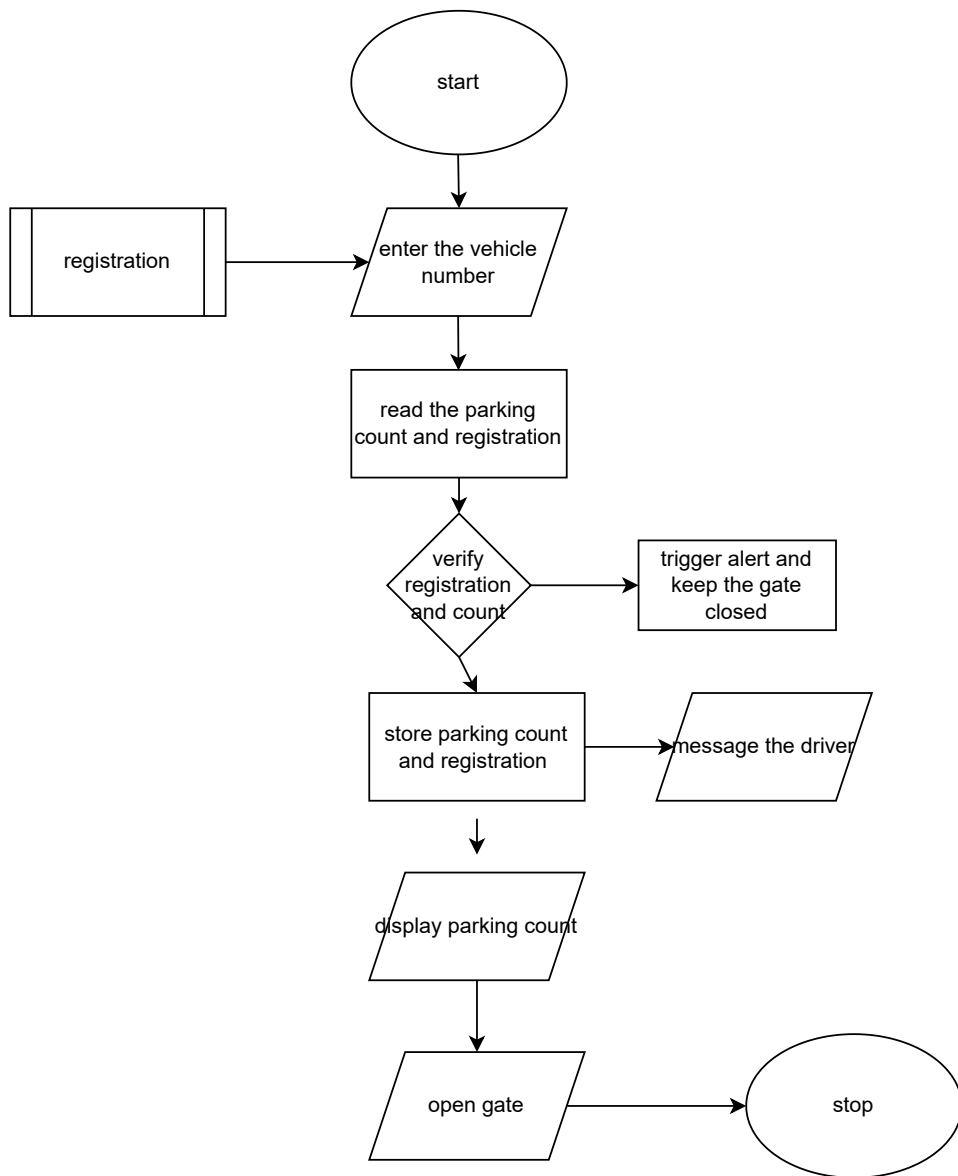 start
registration
enter the vehicle
number
read the parking
count and registration
verify
registration
and count
trigger alert and
keep the gate
closed
store parking count
and registration
message the driver
display parking count
open gate
stop